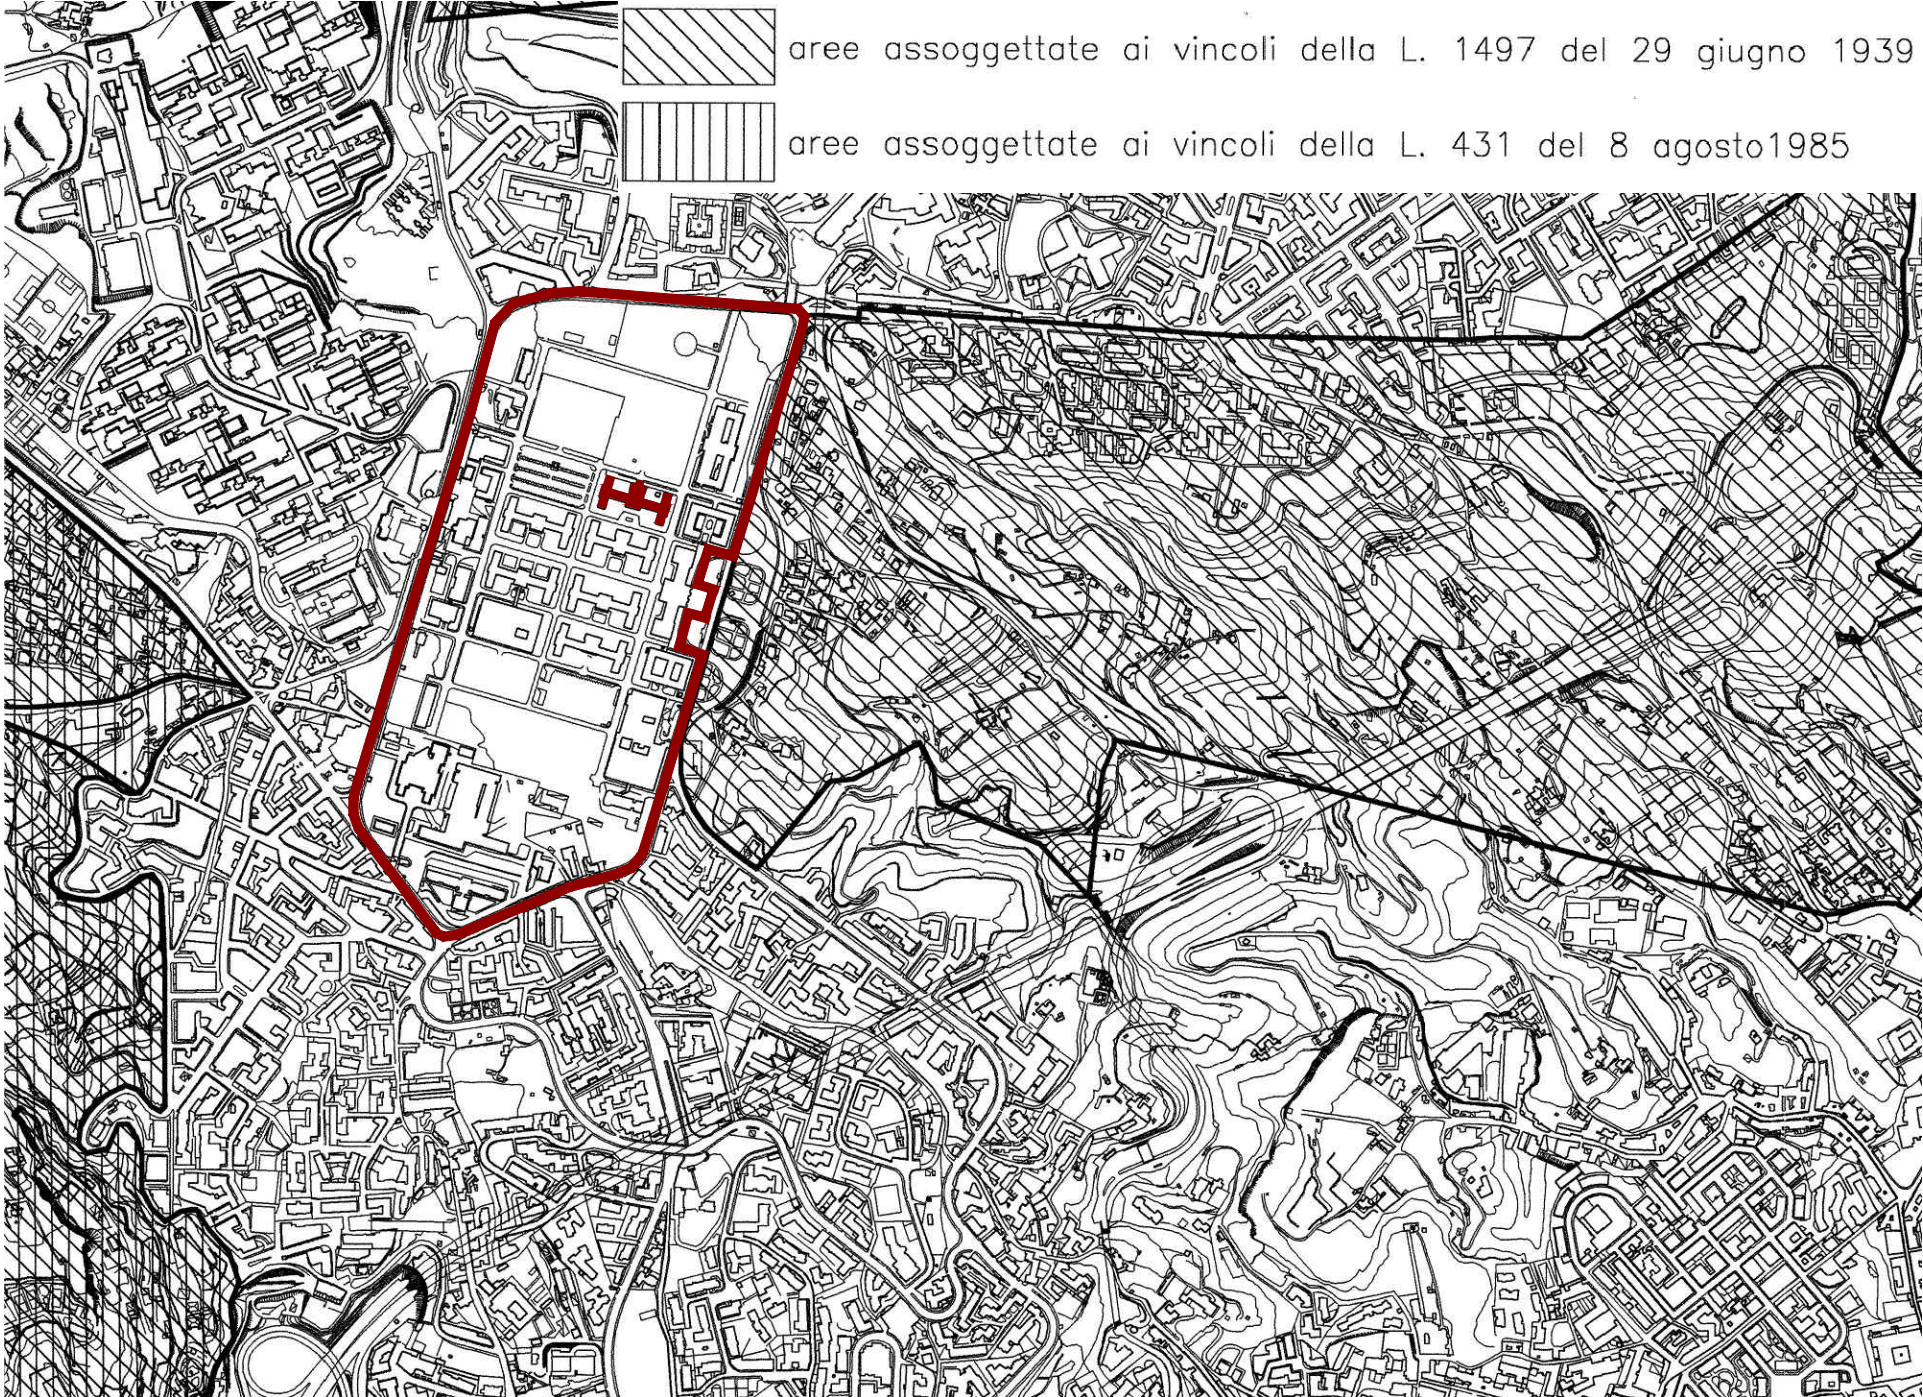 aree assoggettate ai vincoli della L. 1497 del 29 giugno 1939
aree assoggettate ai vincoli della L. 431 del 8 agosto1985